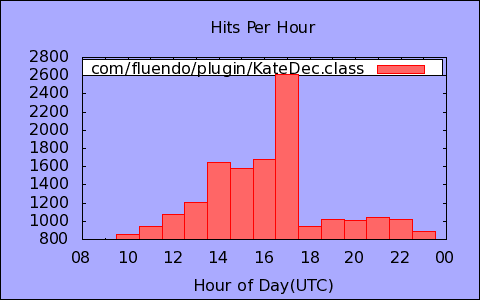 Hits Per Hour
com/fluendo/plugin/KateDec.class
2800
2600
2400
2200
2000
1800
1600
1400
1200
1000
800
08 10 12 14 16 18 20 22 00
Hour of Day(UTC)